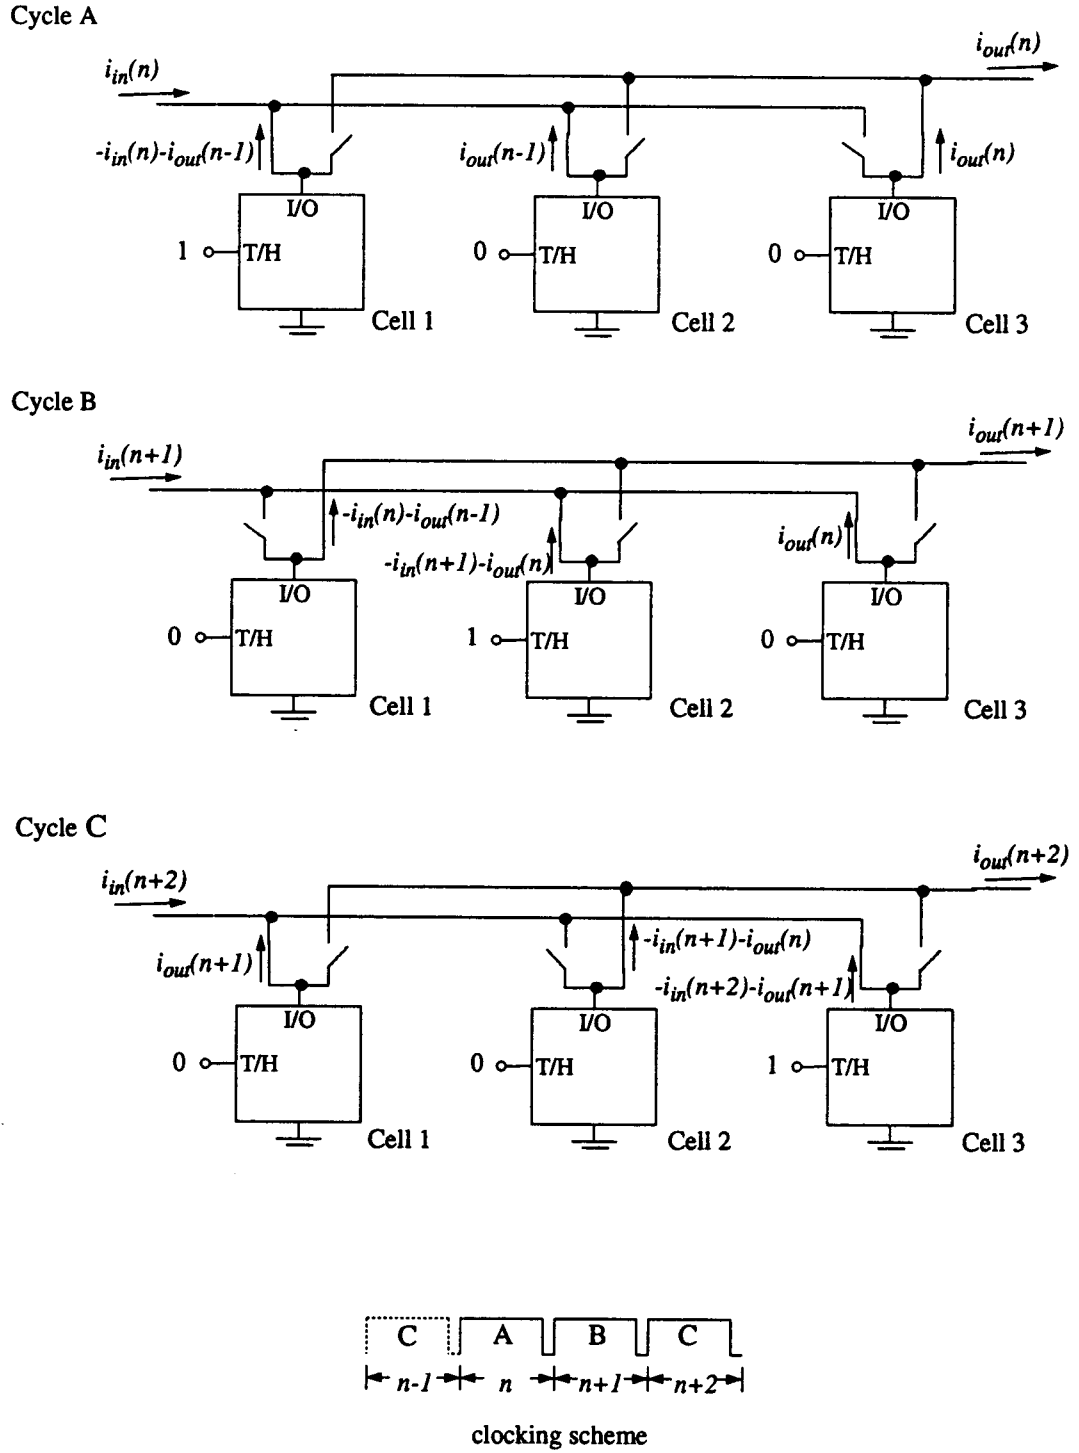 Cycle A
i_out(n)
i_in(n)
-i_in(n)-i_out(n-1)
i_out(n-1)
i_out(n)
I/O
I/O
I/O
1
T/H
0
T/H
0
T/H
Cell 1
Cell 2
Cell 3
Cycle B
i_out(n+1)
i_in(n+1)
-i_in(n)-i_out(n-1)
-i_in(n+1)-i_out(n)
i_out(n)
I/O
I/O
I/O
0
T/H
1
T/H
0
T/H
Cell 1
Cell 2
Cell 3
Cycle C
i_out(n+2)
i_in(n+2)
i_out(n+1)
-i_in(n+1)-i_out(n)
-i_in(n+2)-i_out(n+1)
I/O
I/O
I/O
0
T/H
0
T/H
1
T/H
Cell 1
Cell 2
Cell 3
C
A
B
C
n-1
n
n+1
n+2
clocking scheme